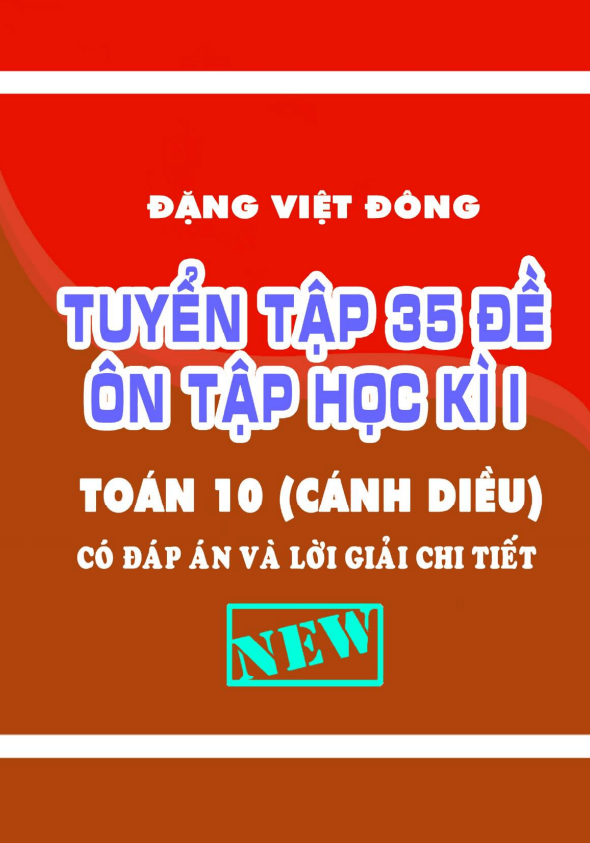 ĐẶNG VIỆT ĐÔNG
TUYỂN TẬP 35 ĐỀ
ÔN TẬP HỌC KÌ I
TOÁN 10 (CÁNH DIỀU)
CÓ ĐÁP ÁN VÀ LỜI GIẢI CHI TIẾT
NEW